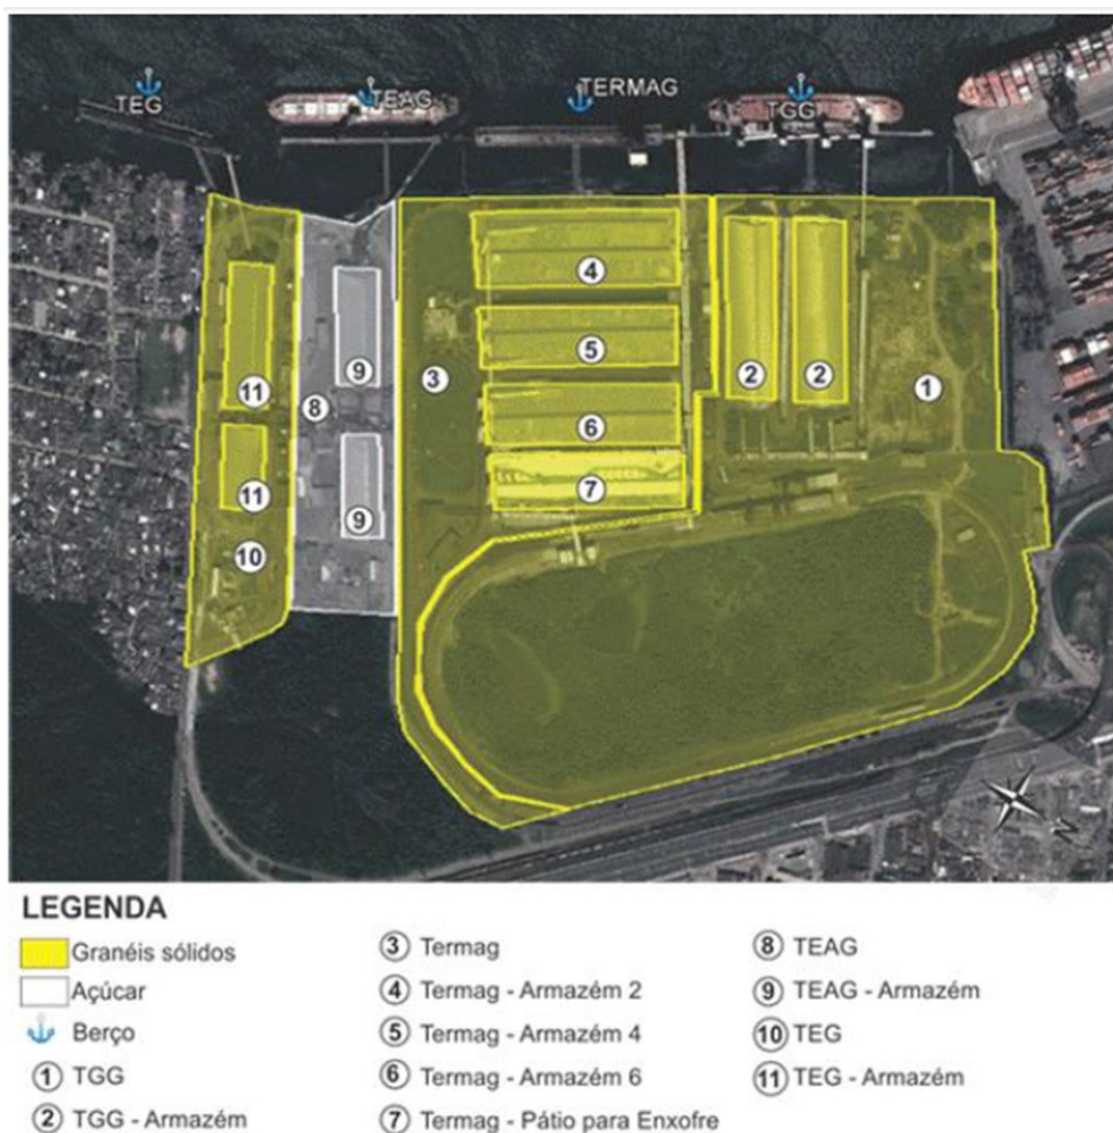 TEG
TEAG
TERMAG
TGG
4
5
6
7
3
2
2
1
9
8
9
11
11
10
N
LEGENDA
Granéis sólidos
Açúcar
Berço
1 TGG
2 TGG - Armazém
3 Termag
4 Termag - Armazém 2
5 Termag - Armazém 4
6 Termag - Armazém 6
7 Termag - Pátio para Enxofre
8 TEAG
9 TEAG - Armazém
10 TEG
11 TEG - Armazém